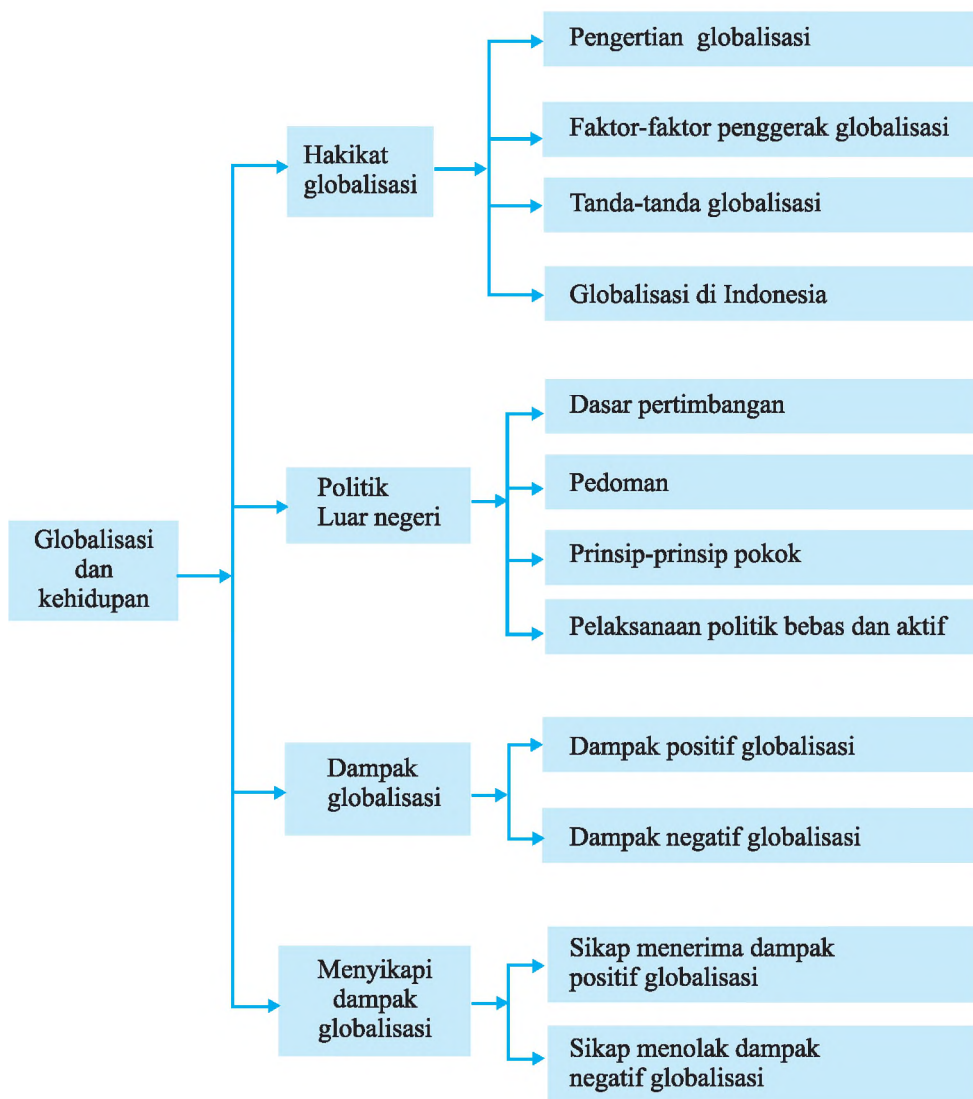 Globalisasi
dan
kehidupan
Hakikat
globalisasi
Pengertian globalisasi
Faktor-faktor penggerak globalisasi
Tanda-tanda globalisasi
Globalisasi di Indonesia
Politik
Luar negeri
Dasar pertimbangan
Pedoman
Prinsip-prinsip pokok
Pelaksanaan politik bebas dan aktif
Dampak
globalisasi
Dampak positif globalisasi
Dampak negatif globalisasi
Menyikapi
dampak
globalisasi
Sikap menerima dampak
positif globalisasi
Sikap menolak dampak
negatif globalisasi